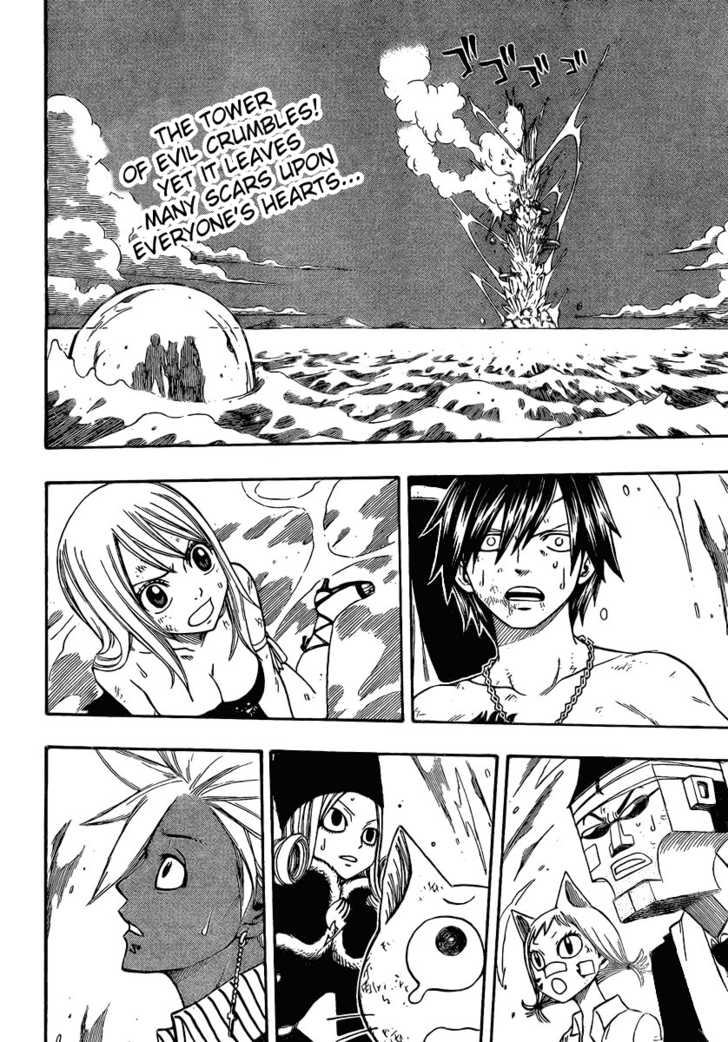 THE TOWER
OF EVIL CRUMBLES!
YET IT LEAVES
MANY SCARS UPON
EVERYONE'S HEARTS...
ゴゴゴゴ